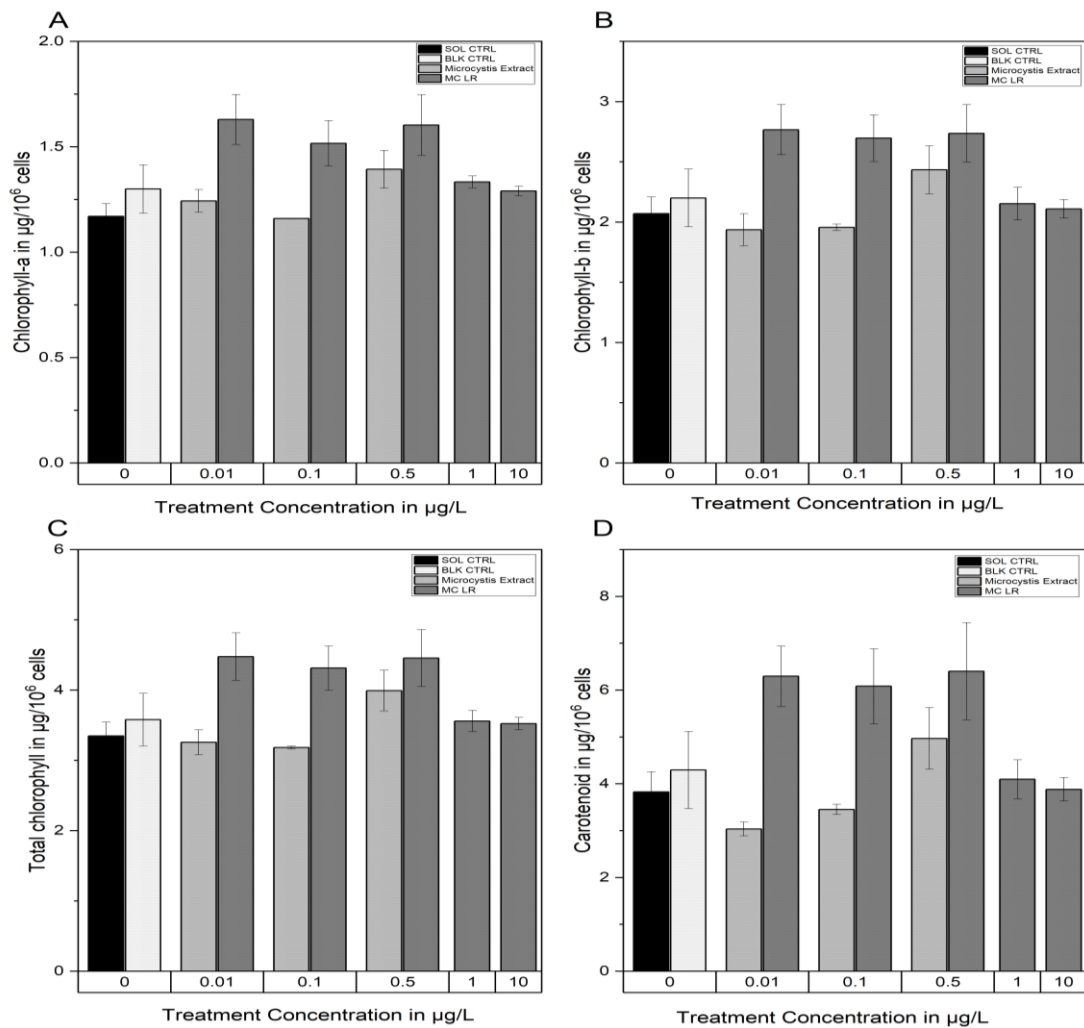 A
2.0
1.5
1.0
0.5
0.0
Chlorophyll-a in µg/10⁶ cells
SOL CTRL
BLK CTRL
Microcystis Extract
MC LR
0 0.01 0.1 0.5 1 10
Treatment Concentration in µg/L
B
3
2
1
0
Chlorophyll-b in µg/10⁶ cells
SOL CTRL
BLK CTRL
Microcystis Extract
MC LR
0 0.01 0.1 0.5 1 10
Treatment Concentration in µg/L
C
6
4
2
0
Total chlorophyll in µg/10⁶ cells
SOL CTRL
BLK CTRL
Microcystis Extract
MC LR
0 0.01 0.1 0.5 1 10
Treatment Concentration in µg/L
D
8
6
4
2
0
Carotenoid in µg/10⁶ cells
SOL CTRL
BLK CTRL
Microcystis Extract
MC LR
0 0.01 0.1 0.5 1 10
Treatment Concentration in µg/L